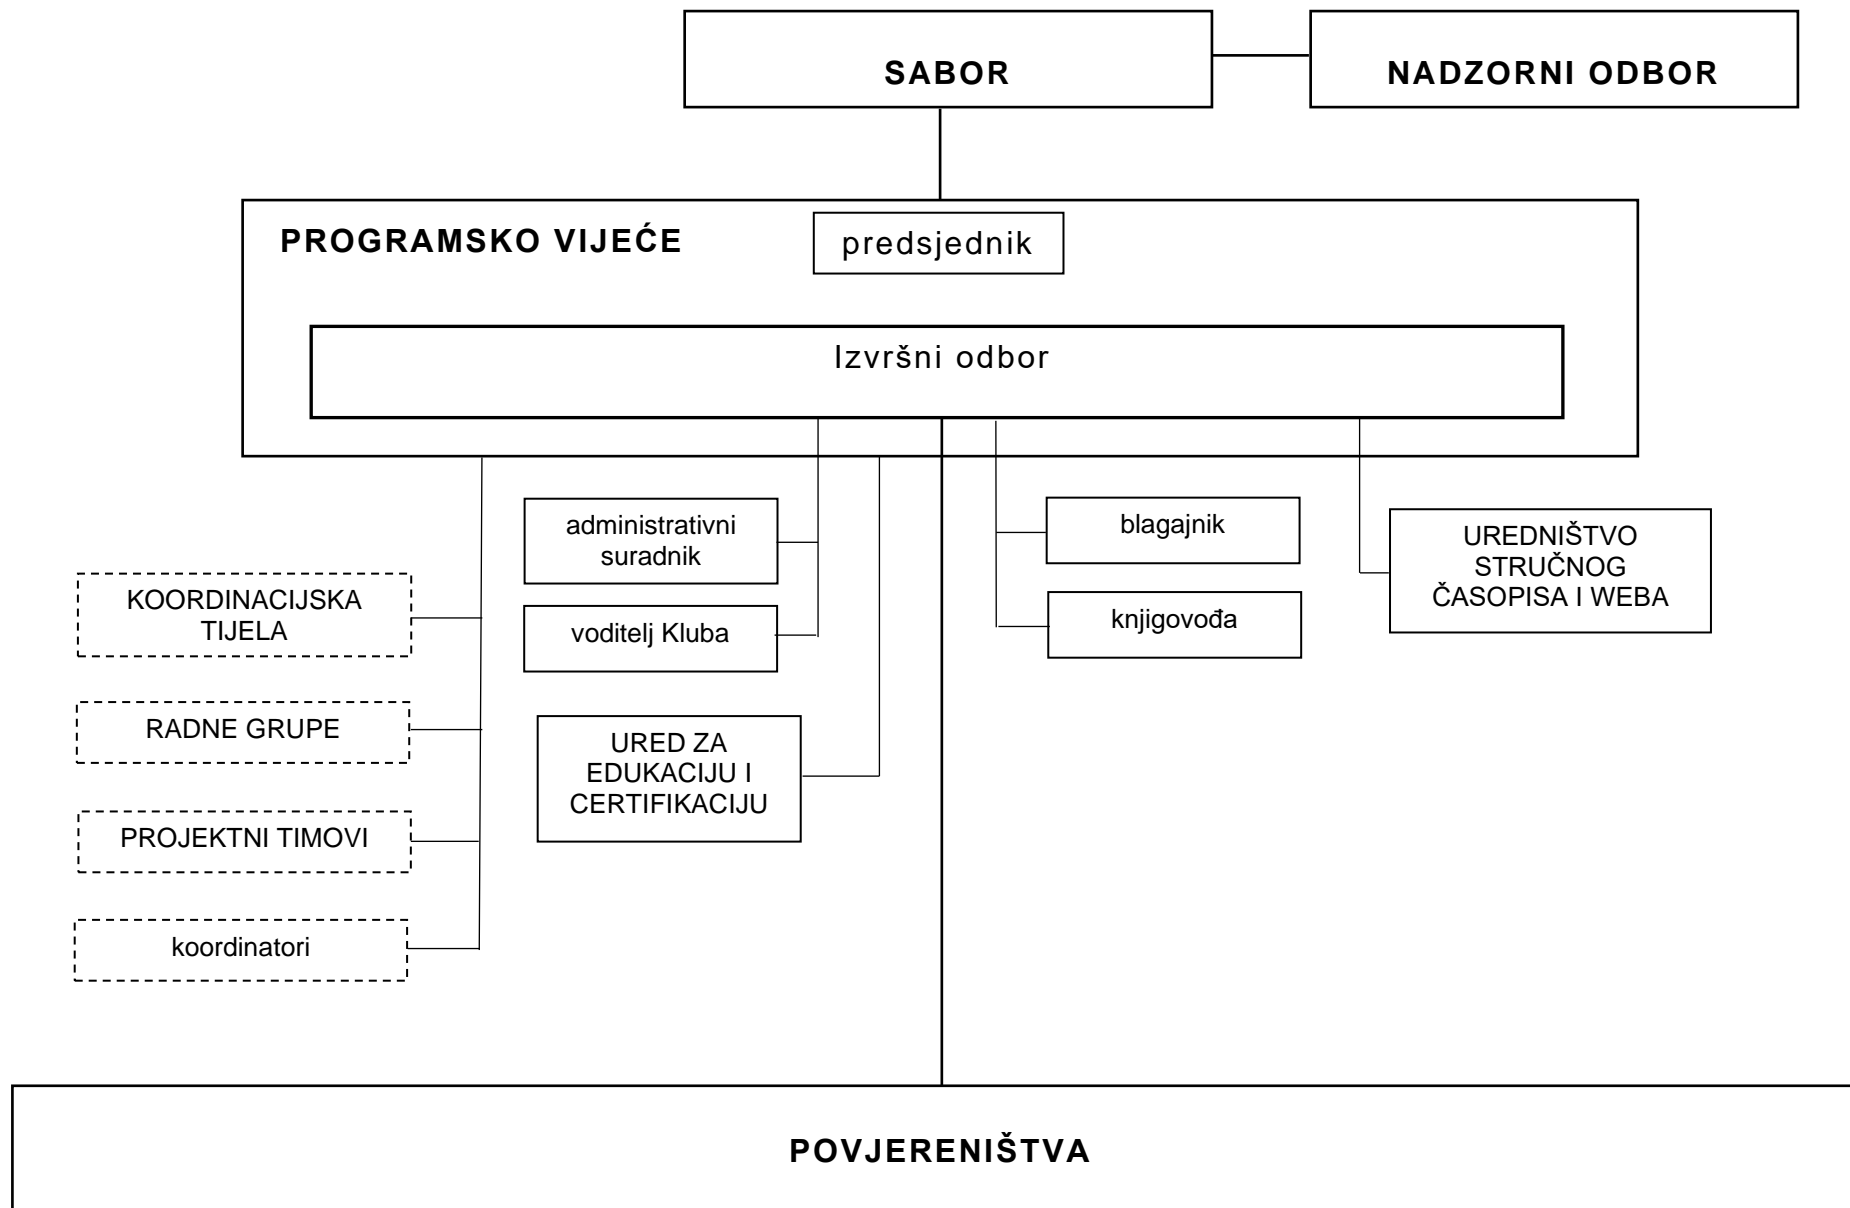 SABOR
NADZORNI ODBOR
PROGRAMSKO VIJEĆE
predsjednik
Izvršni odbor
administrativni
suradnik
voditelj Kluba
blagajnik
knjigovođa
UREDNIŠTVO
STRUČNOG
ČASOPISA I WEBA
KOORDINACIJSKA
TIJELA
RADNE GRUPE
PROJEKTNI TIMOVI
koordinatori
URED ZA
EDUKACIJU I
CERTIFIKACIJU
POVJERENIŠTVA